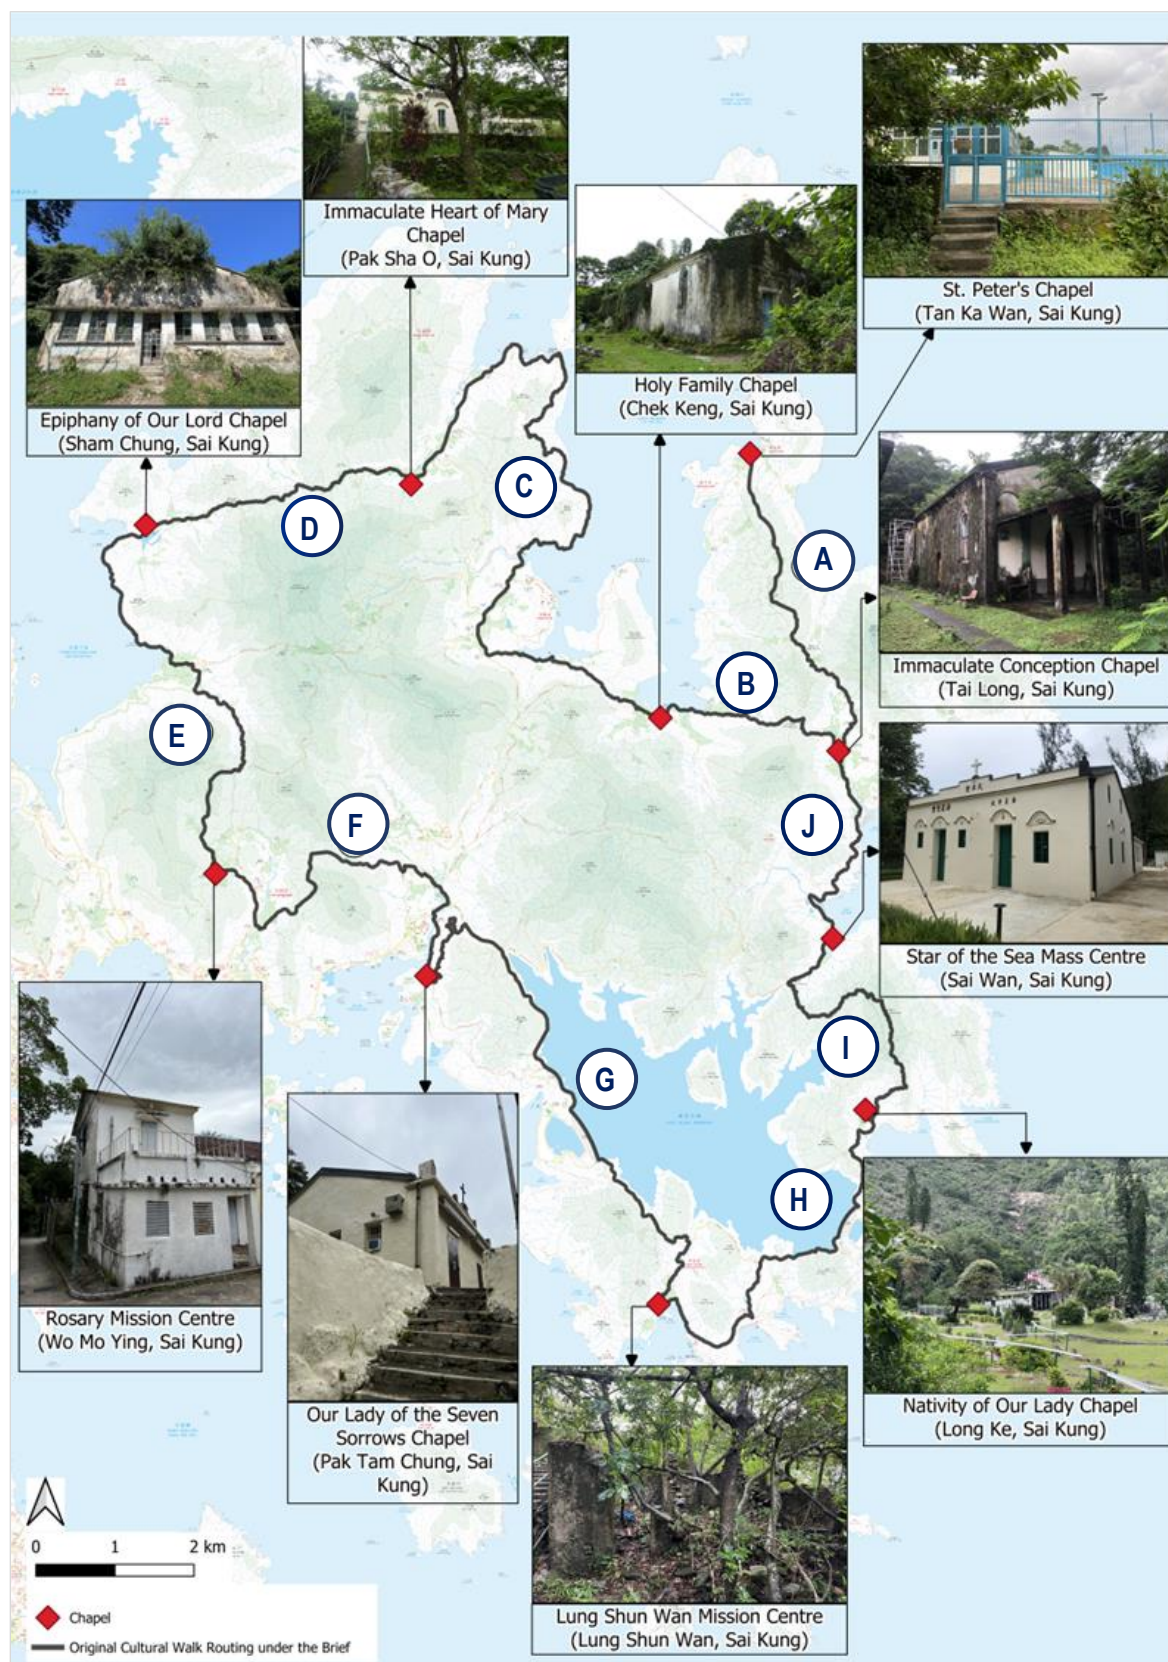 Immaculate Heart of Mary
Chapel
(Pak Sha O, Sai Kung)
St. Peter's Chapel
(Tan Ka Wan, Sai Kung)
Holy Family Chapel
(Chek Keng, Sai Kung)
Epiphany of Our Lord Chapel
(Sham Chung, Sai Kung)
C
D
A
Immaculate Conception Chapel
(Tai Long, Sai Kung)
B
E
F
J
Star of the Sea Mass Centre
(Sai Wan, Sai Kung)
I
G
H
Rosary Mission Centre
(Wo Mo Ying, Sai Kung)
Our Lady of the Seven
Sorrows Chapel
(Pak Tam Chung, Sai
Kung)
Nativity of Our Lady Chapel
(Long Ke, Sai Kung)
Lung Shun Wan Mission Centre
(Lung Shun Wan, Sai Kung)
0 1 2 km
Chapel
Original Cultural Walk Routing under the Brief